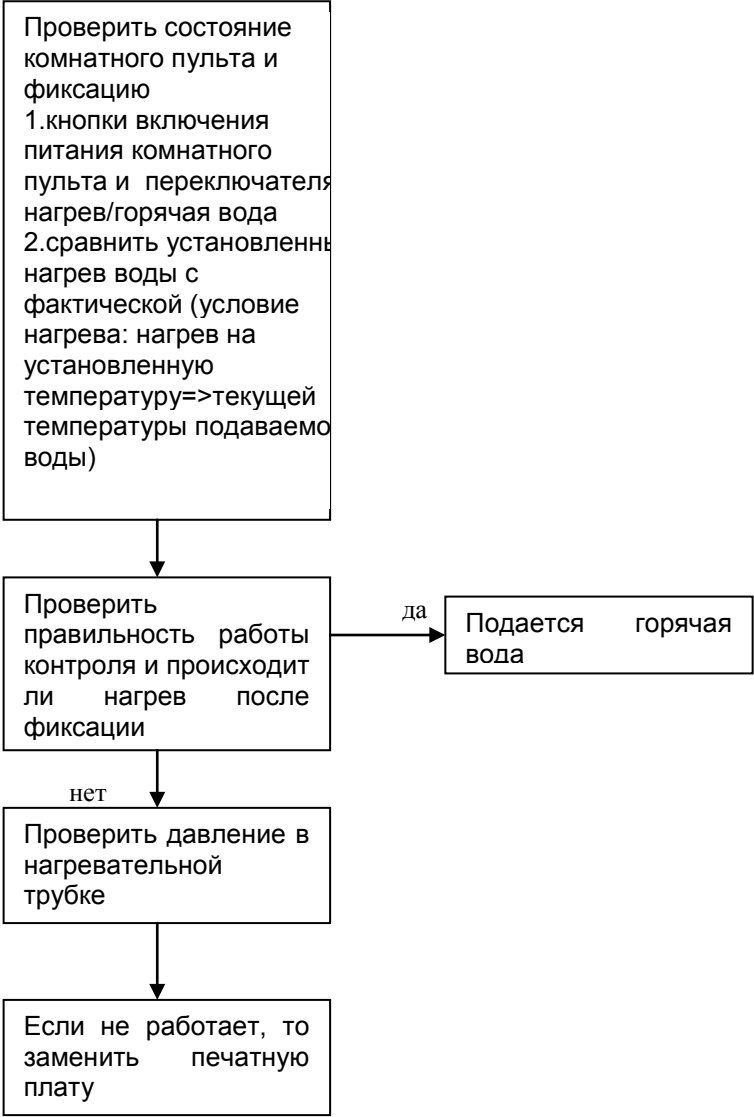 Проверить состояние
комнатного пульта и
фиксацию
1.кнопки включения
питания комнатного
пульта и переключателя
нагрев/горячая вода
2.сравнить установленны
нагрев воды с
фактической (условие
нагрева: нагрев на
установленную
температуру=>текущей
температуры подаваемо
воды)
Проверить
правильность работы
контроля и происходит
ли нагрев после
фиксации
да
Подается горячая
вода
нет
Проверить давление в
нагревательной
трубке
Если не работает, то
заменить печатную
плату